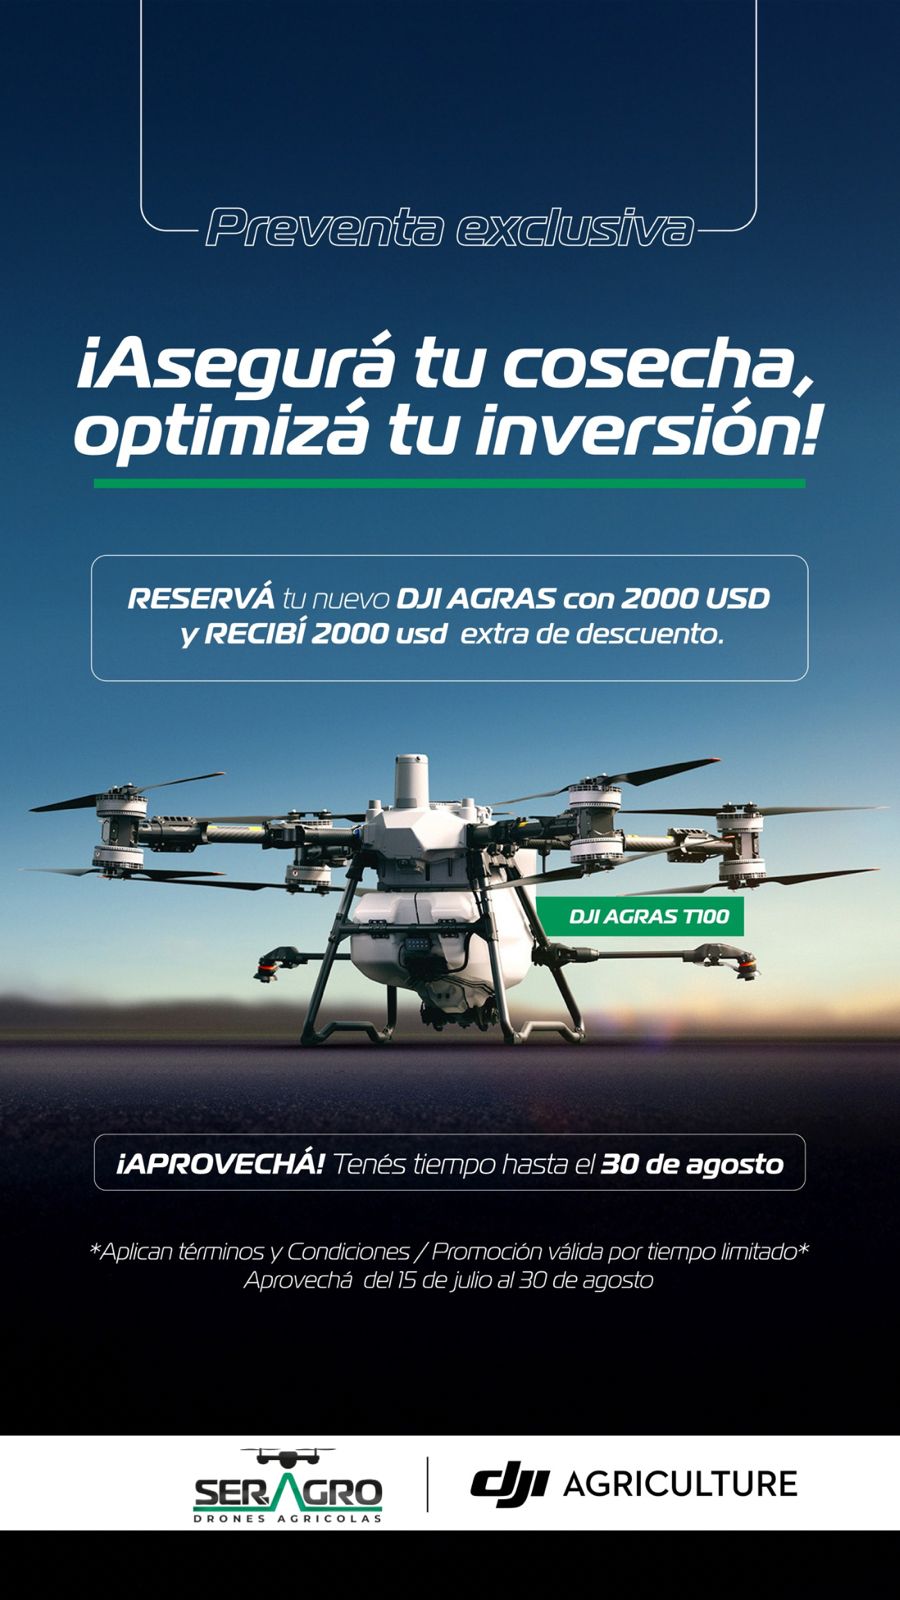 Preventa exclusiva
¡Asegurá tu cosecha,
optimizá tu inversión!
RESERVÁ tu nuevo DJI AGRAS con 2000 USD
y RECIBÍ 2000 usd extra de descuento.
DJI AGRAS T100
¡APROVECHÁ! Tenés tiempo hasta el 30 de agosto
*Aplican términos y Condiciones / Promoción válida por tiempo limitado*
Aprovechá del 15 de julio al 30 de agosto
SERAGRO
DRONES AGRICOLAS
dji AGRICULTURE